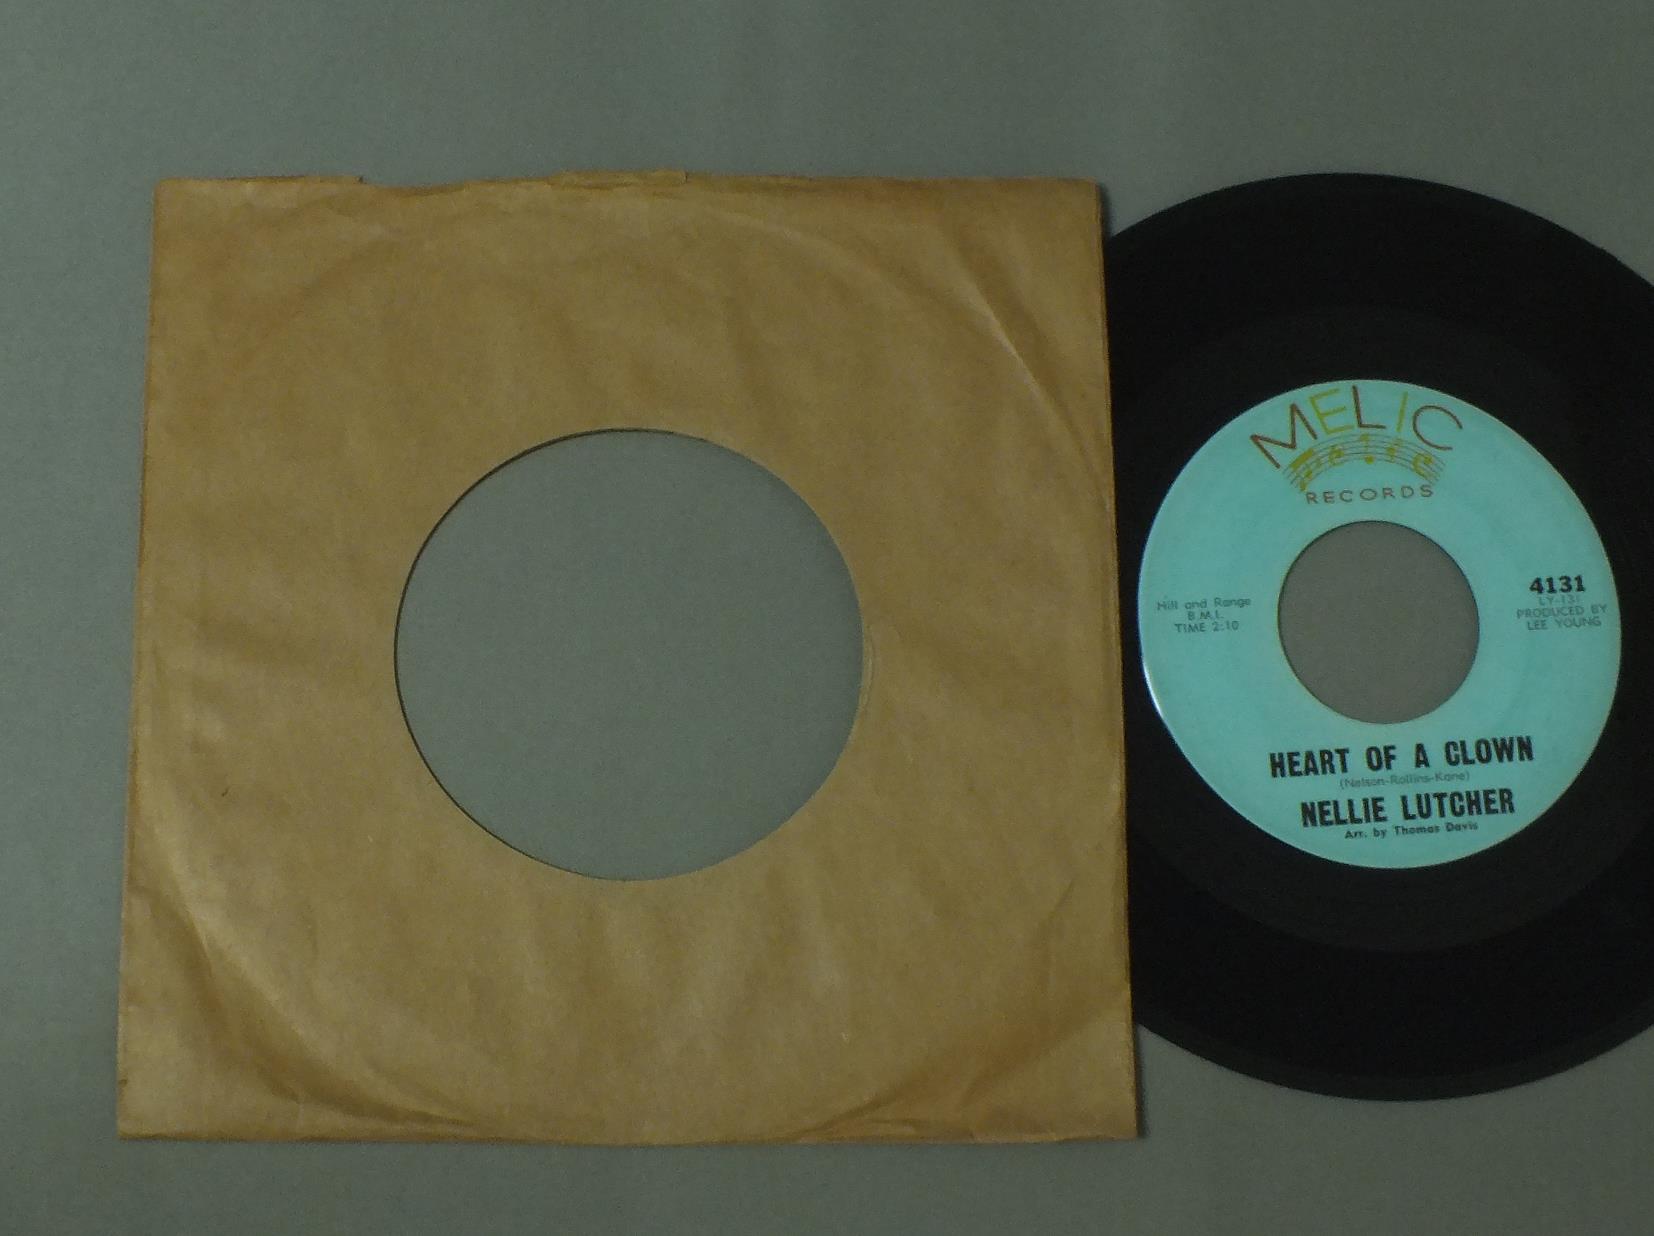 MELIC
RECORDS
4131
LY-131
PRODUCED BY
LEE YOUNG
Hill and Range
B.M.I.
TIME 2:10
HEART OF A CLOWN
(Nelson-Rollins-Kane)
NELLIE LUTCHER
Arr. by Thomas Davis